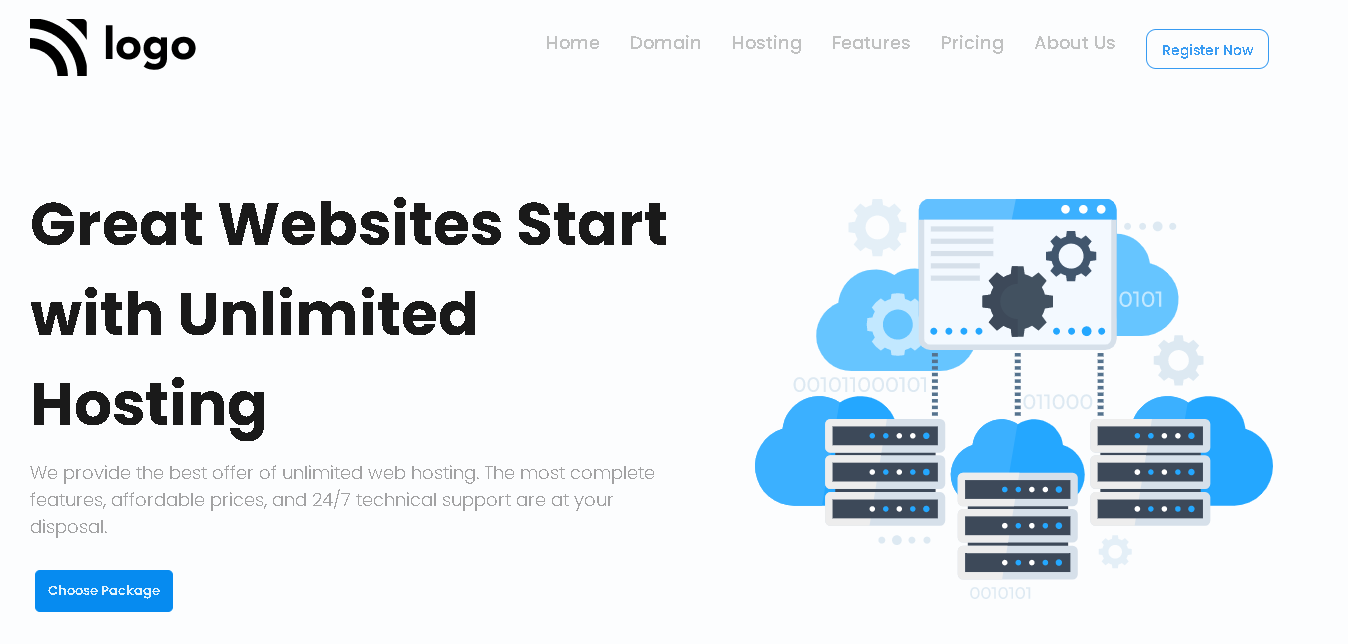 logo
Home Domain Hosting Features Pricing About Us Register Now
Great Websites Start
with Unlimited
Hosting
We provide the best offer of unlimited web hosting. The most complete
features, affordable prices, and 24/7 technical support are at your
disposal.
Choose Package
0101
001011000101
011000
0010101